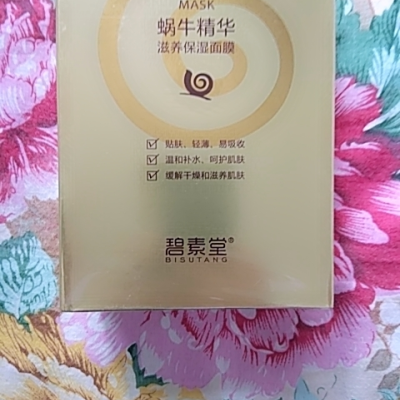 MASK
蜗牛精华
滋养保湿面膜
贴肤、轻薄、易吸收
温和补水、呵护肌肤
缓解干燥和滋养肌肤
碧素堂®
BISUTANG